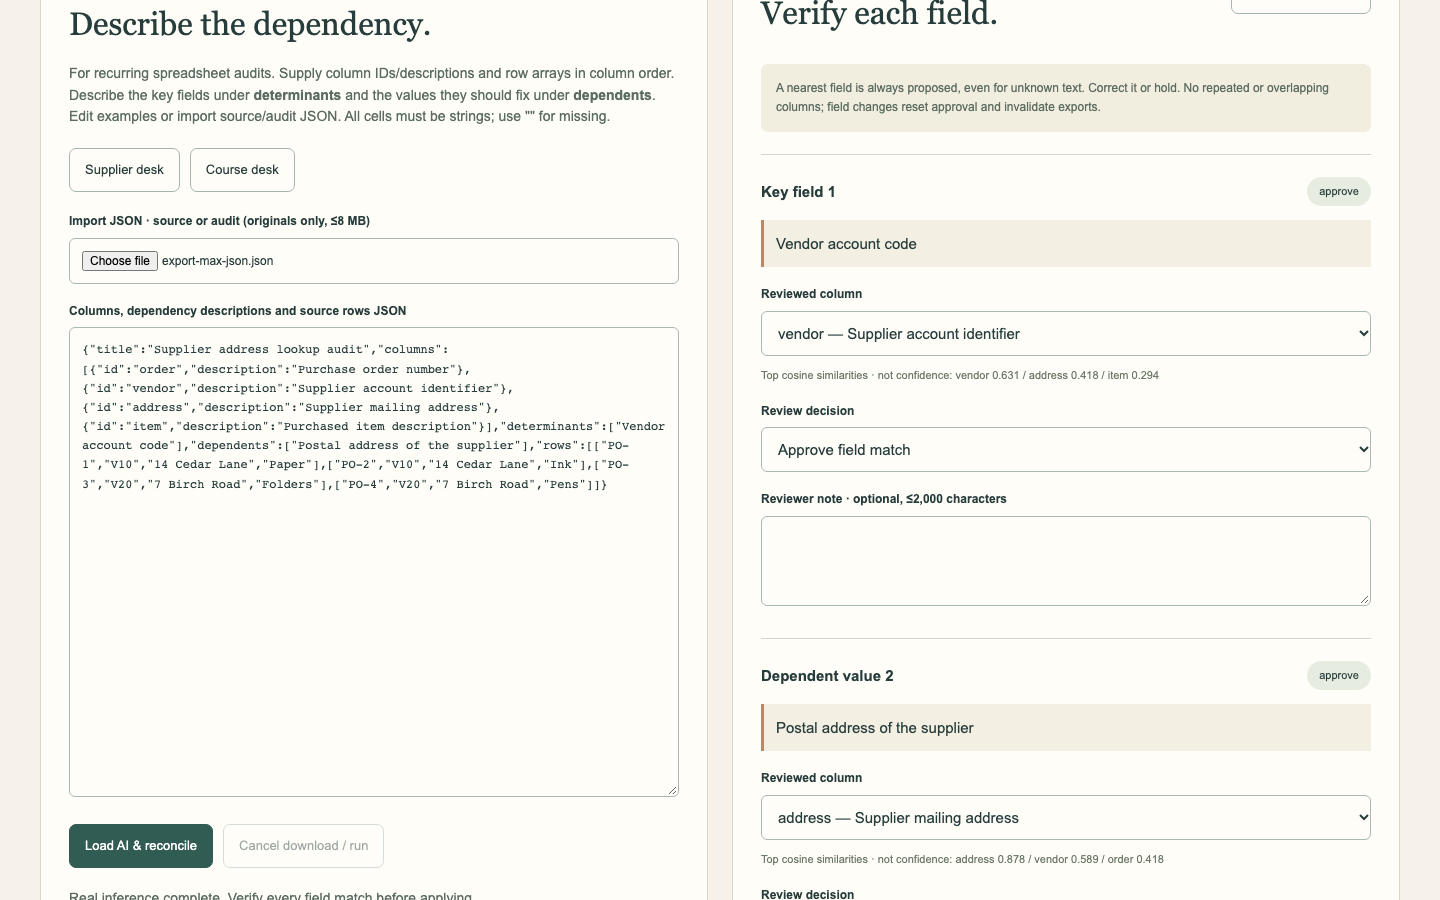 Describe the dependency.
For recurring spreadsheet audits. Supply column IDs/descriptions and row arrays in column order.
Describe the key fields under determinants and the values they should fix under dependents.
Edit examples or import source/audit JSON. All cells must be strings; use "" for missing.
Supplier desk
Course desk
Import JSON · source or audit (originals only, ≤8 MB)
Choose file export-max-json.json
Columns, dependency descriptions and source rows JSON
{"title":"Supplier address lookup audit","columns":
[{"id":"order","description":"Purchase order number"},
{"id":"vendor","description":"Supplier account identifier"},
{"id":"address","description":"Supplier mailing address"},
{"id":"item","description":"Purchased item description"}],"determinants":["Vendor
account code"],"dependents":["Postal address of the supplier"],"rows":[["PO-
1","V10","14 Cedar Lane","Paper"],["PO-2","V10","14 Cedar Lane","Ink"],["PO-
3","V20","7 Birch Road","Folders"],["PO-4","V20","7 Birch Road","Pens"]]}
Load AI & reconcile
Cancel download / run
Real inference complete. Verify every field match before applying.
Verify each field.
A nearest field is always proposed, even for unknown text. Correct it or hold. No repeated or overlapping
columns; field changes reset approval and invalidate exports.
Key field 1
approve
Vendor account code
Reviewed column
vendor — Supplier account identifier
Top cosine similarities · not confidence: vendor 0.631 / address 0.418 / item 0.294
Review decision
Approve field match
Reviewer note · optional, ≤2,000 characters
Dependent value 2
approve
Postal address of the supplier
Reviewed column
address — Supplier mailing address
Top cosine similarities · not confidence: address 0.878 / vendor 0.589 / order 0.418
Review decision